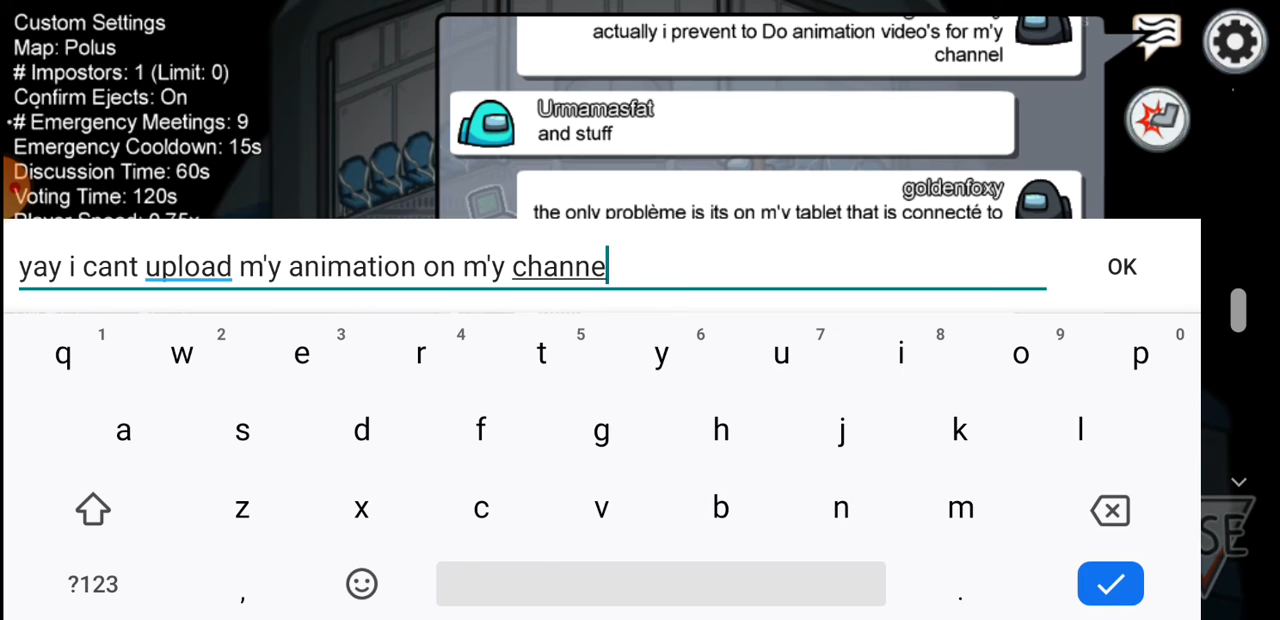 Custom Settings
Map: Polus
# Impostors: 1 (Limit: 0)
Confirm Ejects: On
# Emergency Meetings: 9
Emergency Cooldown: 15s
Discussion Time: 60s
Voting Time: 120s
actually i prevent to Do animation video's for m'y
channel
Urmamasfat
and stuff
goldenfoxy
the only problème is its on m'y tablet that is connecté to
yay i cant upload m'y animation on m'y channe
OK
1 2 3 4 5 6 7 8 9 0
q w e r t y u i o p
a s d f g h j k l
z x c v b n m
?123 , .
SE